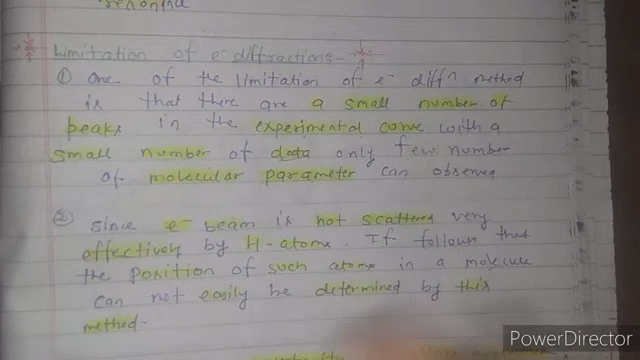 Limitation of e⁻ diffractions-
① One of the limitation of e⁻ diffⁿ method
is that there are a small number of
peaks in the experimental curve with a
small number of data only few number
of molecular parameter can observed
② Since e⁻ beam is not scattered very
effectively by H-atoms. If follows that
the position of such atoms in a molecule
can not easily be determined by this
method.
PowerDirector